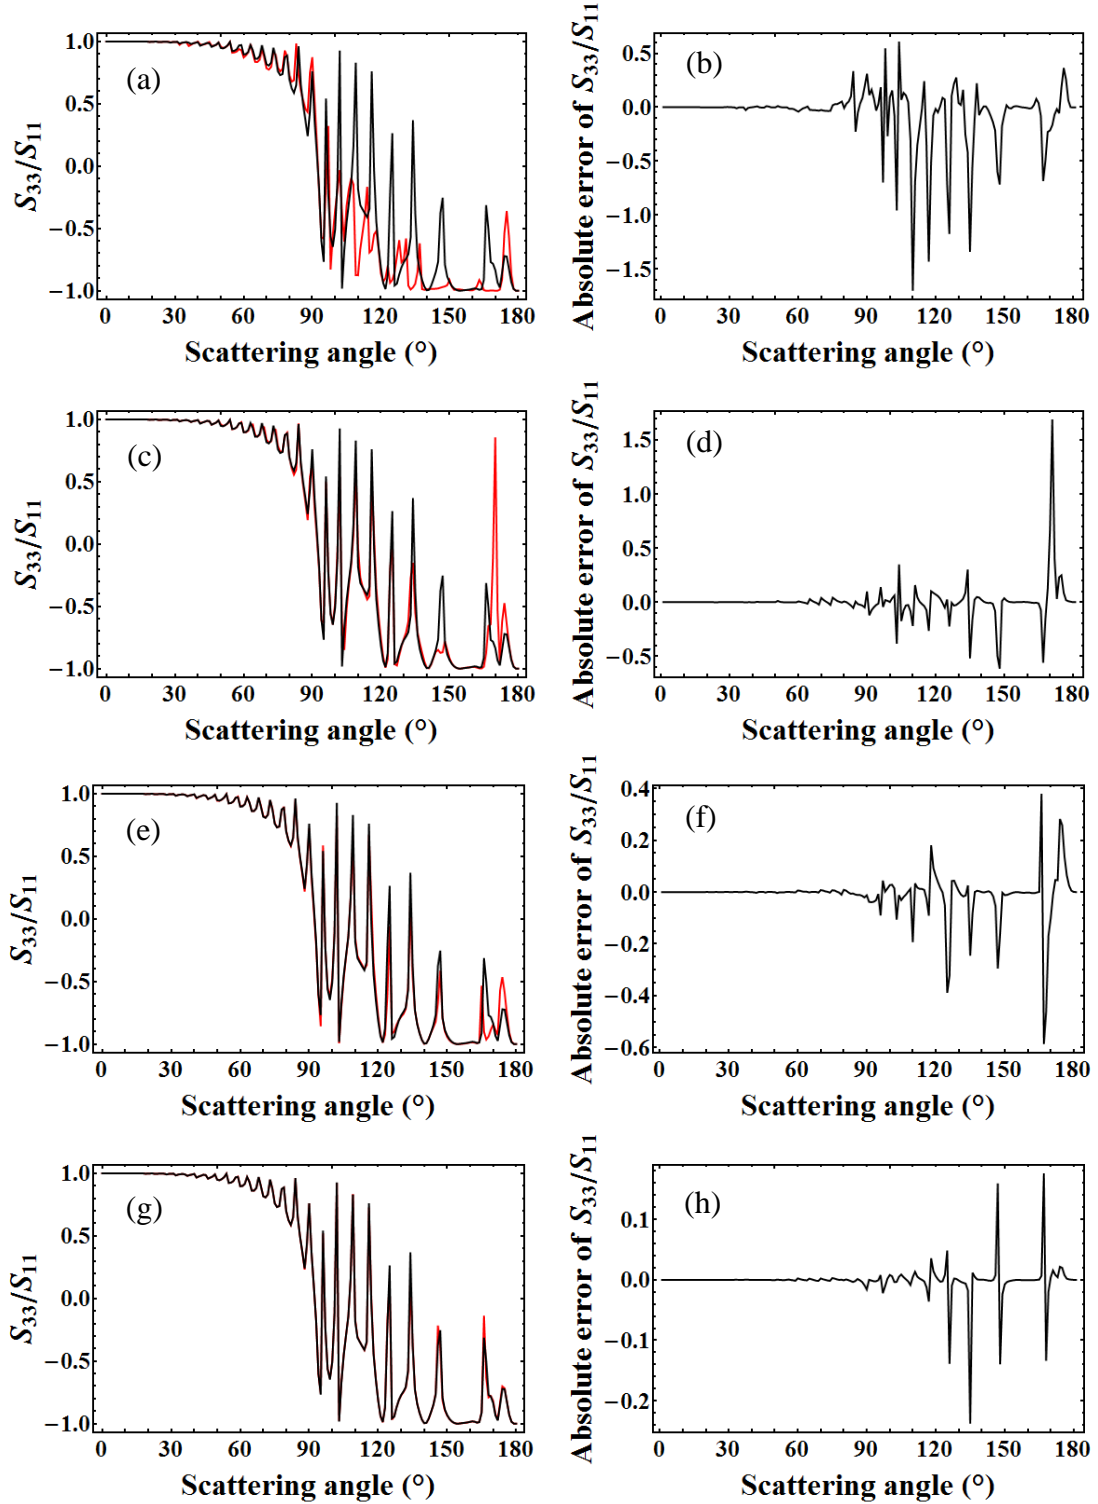 (a)
S33/S11
1.0
0.5
0.0
−0.5
−1.0
0 30 60 90 120 150 180
Scattering angle (°)
(b)
Absolute error of S33/S11
0.5
0.0
−0.5
−1.0
−1.5
0 30 60 90 120 150 180
Scattering angle (°)
(c)
S33/S11
1.0
0.5
0.0
−0.5
−1.0
0 30 60 90 120 150 180
Scattering angle (°)
(d)
Absolute error of S33/S11
1.5
1.0
0.5
0.0
−0.5
0 30 60 90 120 150 180
Scattering angle (°)
(e)
S33/S11
1.0
0.5
0.0
−0.5
−1.0
0 30 60 90 120 150 180
Scattering angle (°)
(f)
Absolute error of S33/S11
0.4
0.2
0.0
−0.2
−0.4
−0.6
0 30 60 90 120 150 180
Scattering angle (°)
(g)
S33/S11
1.0
0.5
0.0
−0.5
−1.0
0 30 60 90 120 150 180
Scattering angle (°)
(h)
Absolute error of S33/S11
0.1
0.0
−0.1
−0.2
0 30 60 90 120 150 180
Scattering angle (°)